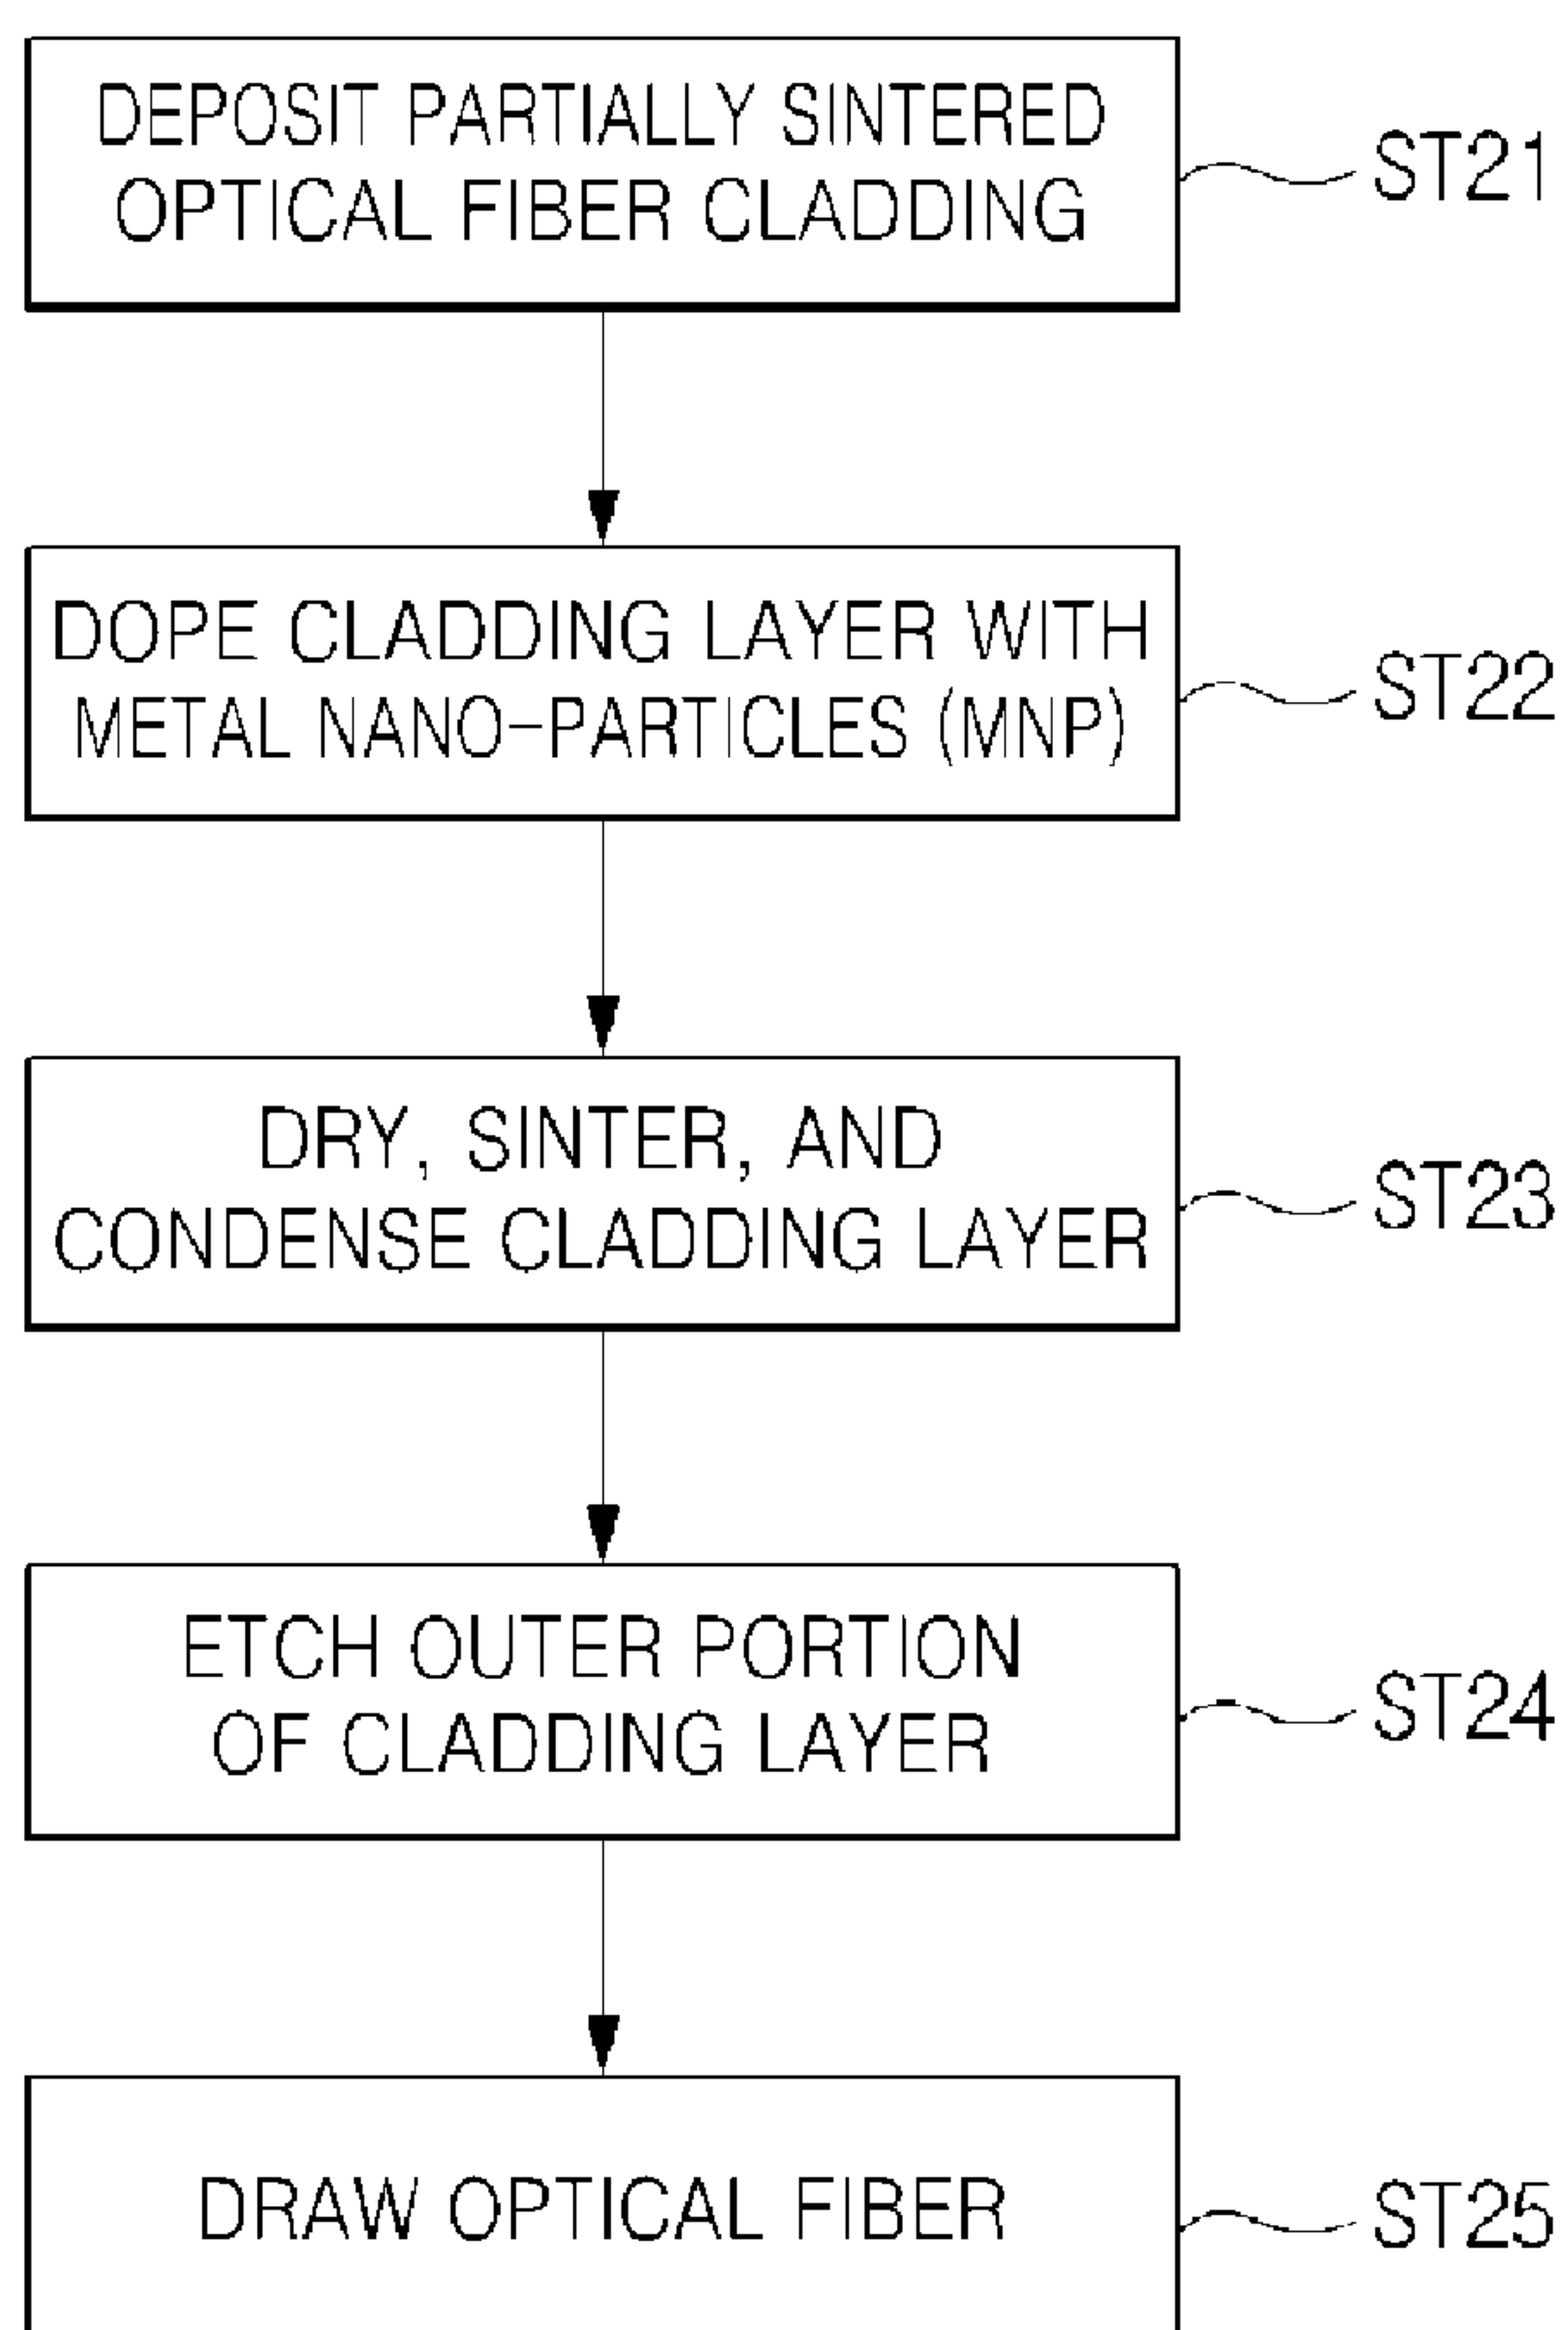 DEPOSIT PARTIALLY SINTERED
OPTICAL FIBER CLADDING
ST21
DOPE CLADDING LAYER WITH
METAL NANO-PARTICLES (MNP)
ST22
DRY, SINTER, AND
CONDENSE CLADDING LAYER
ST23
ETCH OUTER PORTION
OF CLADDING LAYER
ST24
DRAW OPTICAL FIBER
ST25